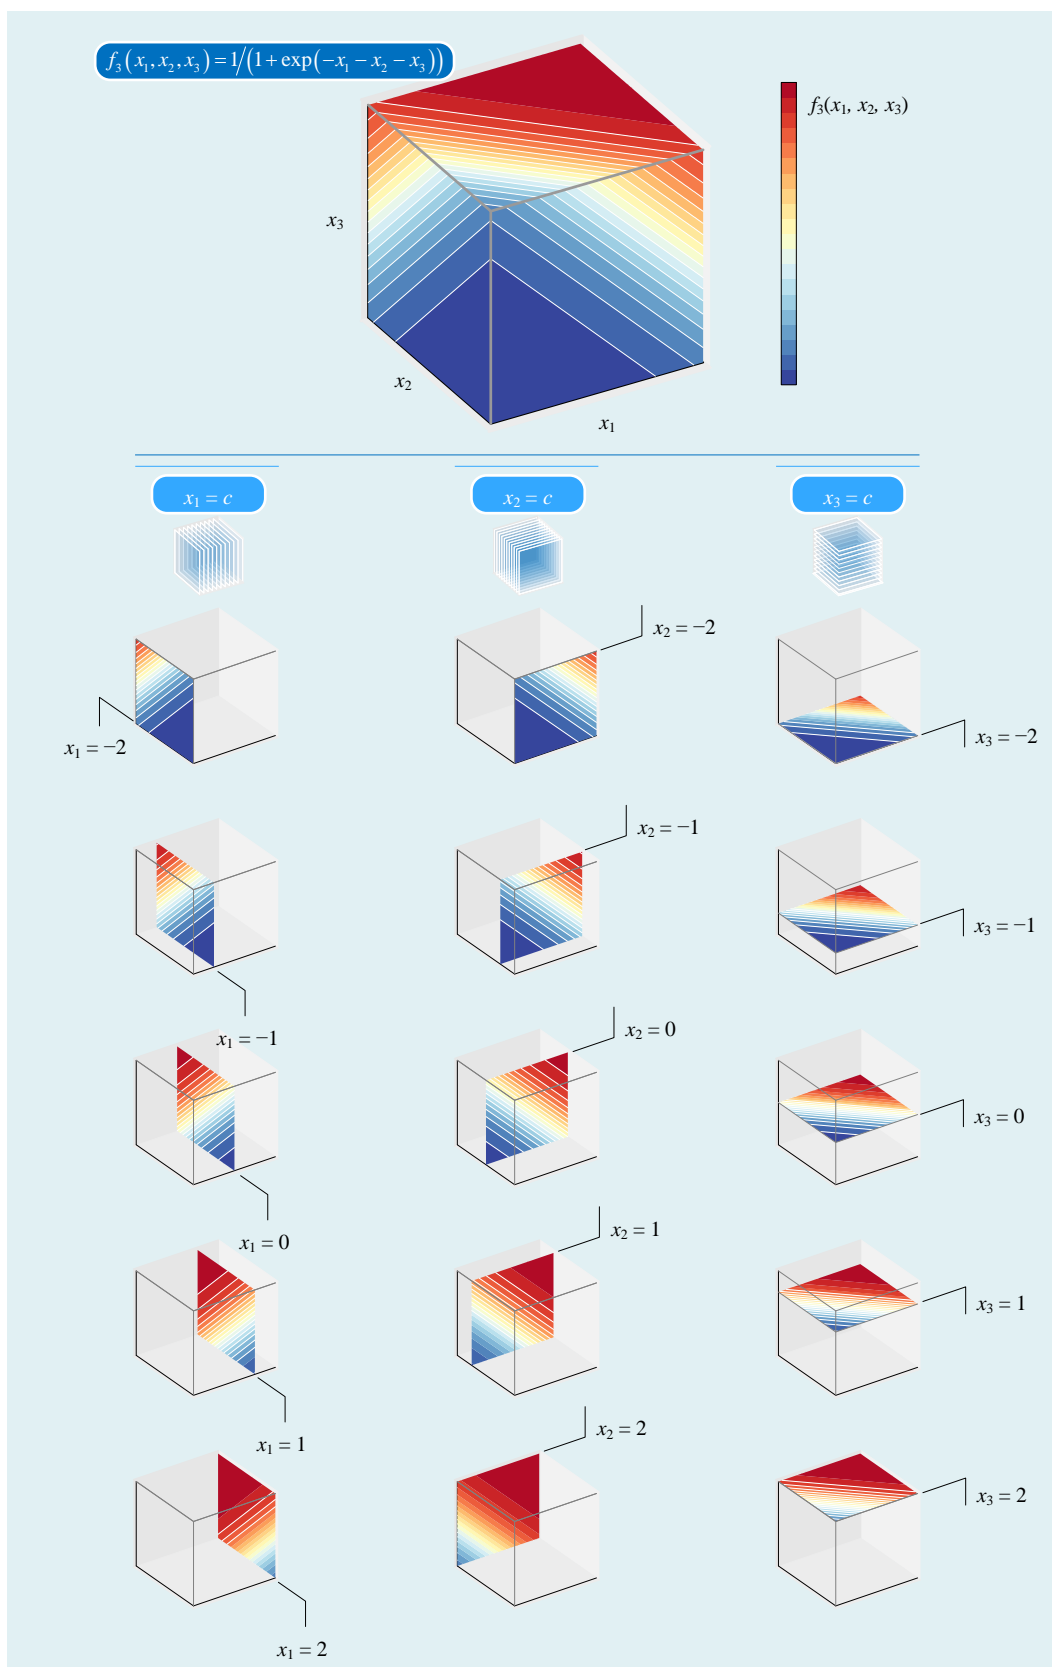 f₃(x₁, x₂, x₃) = 1/(1 + exp(−x₁ − x₂ − x₃))
f₃(x₁, x₂, x₃)
x₃
x₂
x₁
x₁ = c
x₂ = c
x₃ = c
x₁ = −2
x₂ = −2
x₃ = −2
x₁ = −1
x₂ = −1
x₃ = −1
x₁ = 0
x₂ = 0
x₃ = 0
x₁ = 1
x₂ = 1
x₃ = 1
x₁ = 2
x₂ = 2
x₃ = 2